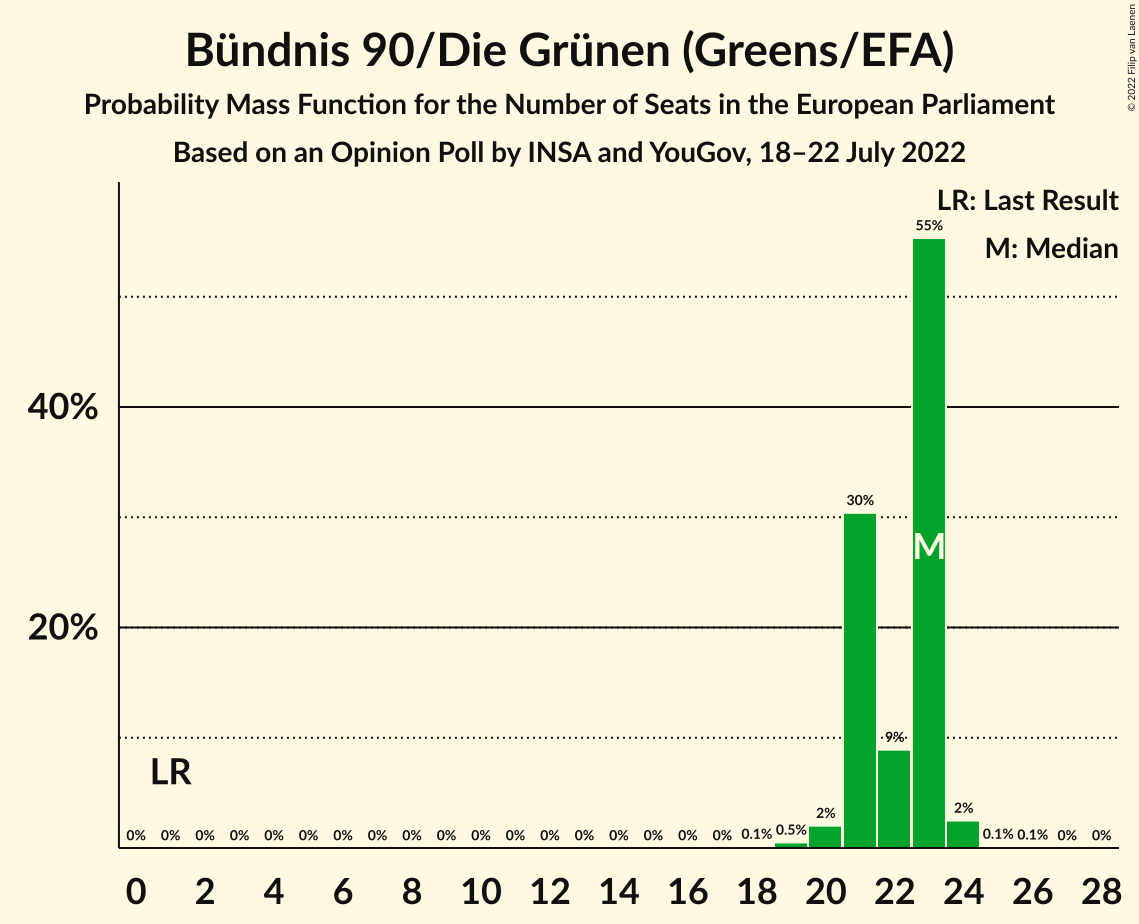 Bündnis 90/Die Grünen (Greens/EFA)
Probability Mass Function for the Number of Seats in the European Parliament
Based on an Opinion Poll by INSA and YouGov, 18–22 July 2022
© 2022 Filip van Laenen
LR: Last Result
M: Median
55%
40%
30%
M
20%
9%
LR
0% 0% 0% 0% 0% 0% 0% 0% 0% 0% 0% 0% 0% 0% 0% 0% 0% 0% 0.1% 0.5% 2% 2% 0.1% 0.1% 0% 0%
0 2 4 6 8 10 12 14 16 18 20 22 24 26 28